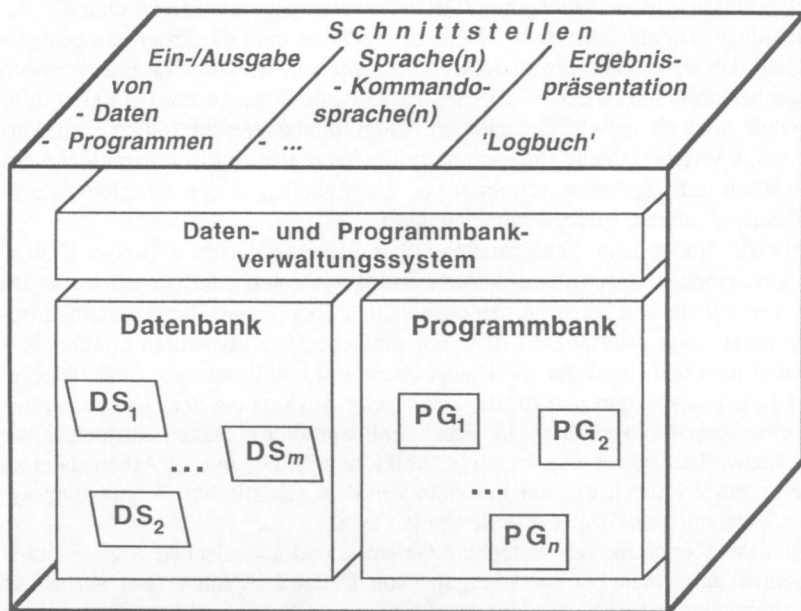 Schnittstellen
Ein-/Ausgabe
von
- Daten
- Programmen
- Sprache(n)
- Kommando-
sprache(n)
- ...
Ergebnis-
präsentation
'Logbuch'
Daten- und Programmbank-
verwaltungssystem
Datenbank
DS1
DSm
...
DS2
Programmbank
PG1
PG2
...
PGn